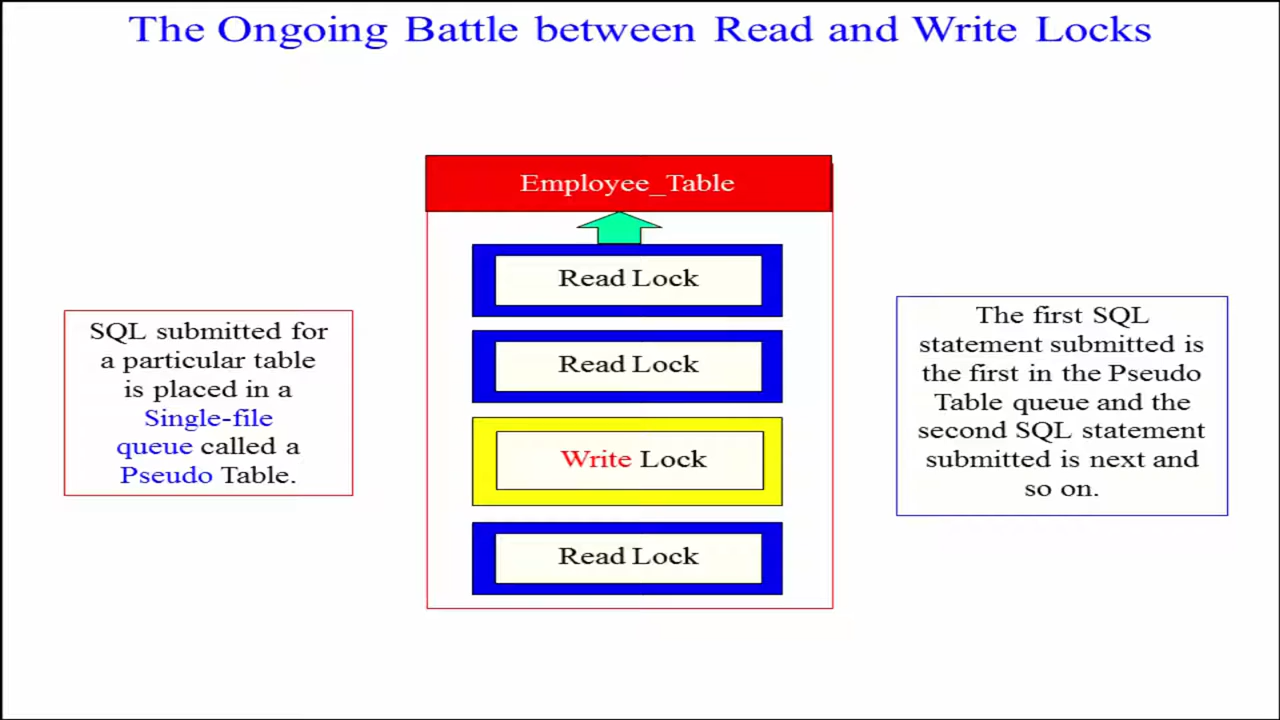 The Ongoing Battle between Read and Write Locks
Employee_Table
Read Lock
Read Lock
Write Lock
Read Lock
SQL submitted for
a particular table
is placed in a
Single-file
queue called a
Pseudo Table.
The first SQL
statement submitted is
the first in the Pseudo
Table queue and the
second SQL statement
submitted is next and
so on.